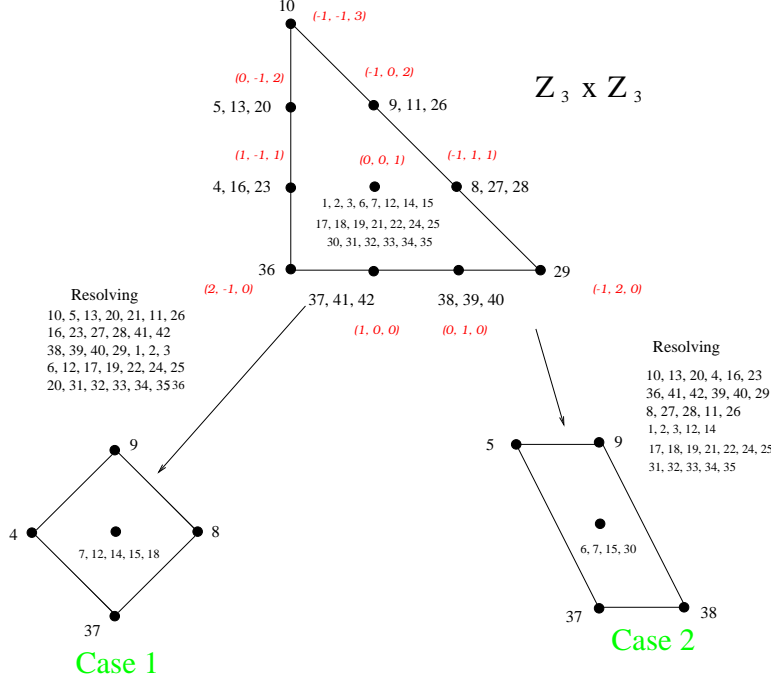 10
(-1, -1, 3)
(0, -1, 2)
(-1, 0, 2)
Z 3 x Z 3
5, 13, 20
9, 11, 26
(1, -1, 1)
(0, 0, 1)
(-1, 1, 1)
4, 16, 23
8, 27, 28
1, 2, 3, 6, 7, 12, 14, 15
17, 18, 19, 21, 22, 24, 25
30, 31, 32, 33, 34, 35
36
29
(2, -1, 0)
(-1, 2, 0)
37, 41, 42
38, 39, 40
(1, 0, 0)
(0, 1, 0)
Resolving
10, 5, 13, 20, 21, 11, 26
16, 23, 27, 28, 41, 42
38, 39, 40, 29, 1, 2, 3
6, 12, 17, 19, 22, 24, 25
20, 31, 32, 33, 34, 35 36
Resolving
10, 13, 20, 4, 16, 23
36, 41, 42, 39, 40, 29
8, 27, 28, 11, 26
1, 2, 3, 12, 14
17, 18, 19, 21, 22, 24, 25
31, 32, 33, 34, 35
9
4
8
7, 12, 14, 15, 18
37
Case 1
5
9
6, 7, 15, 30
37
38
Case 2